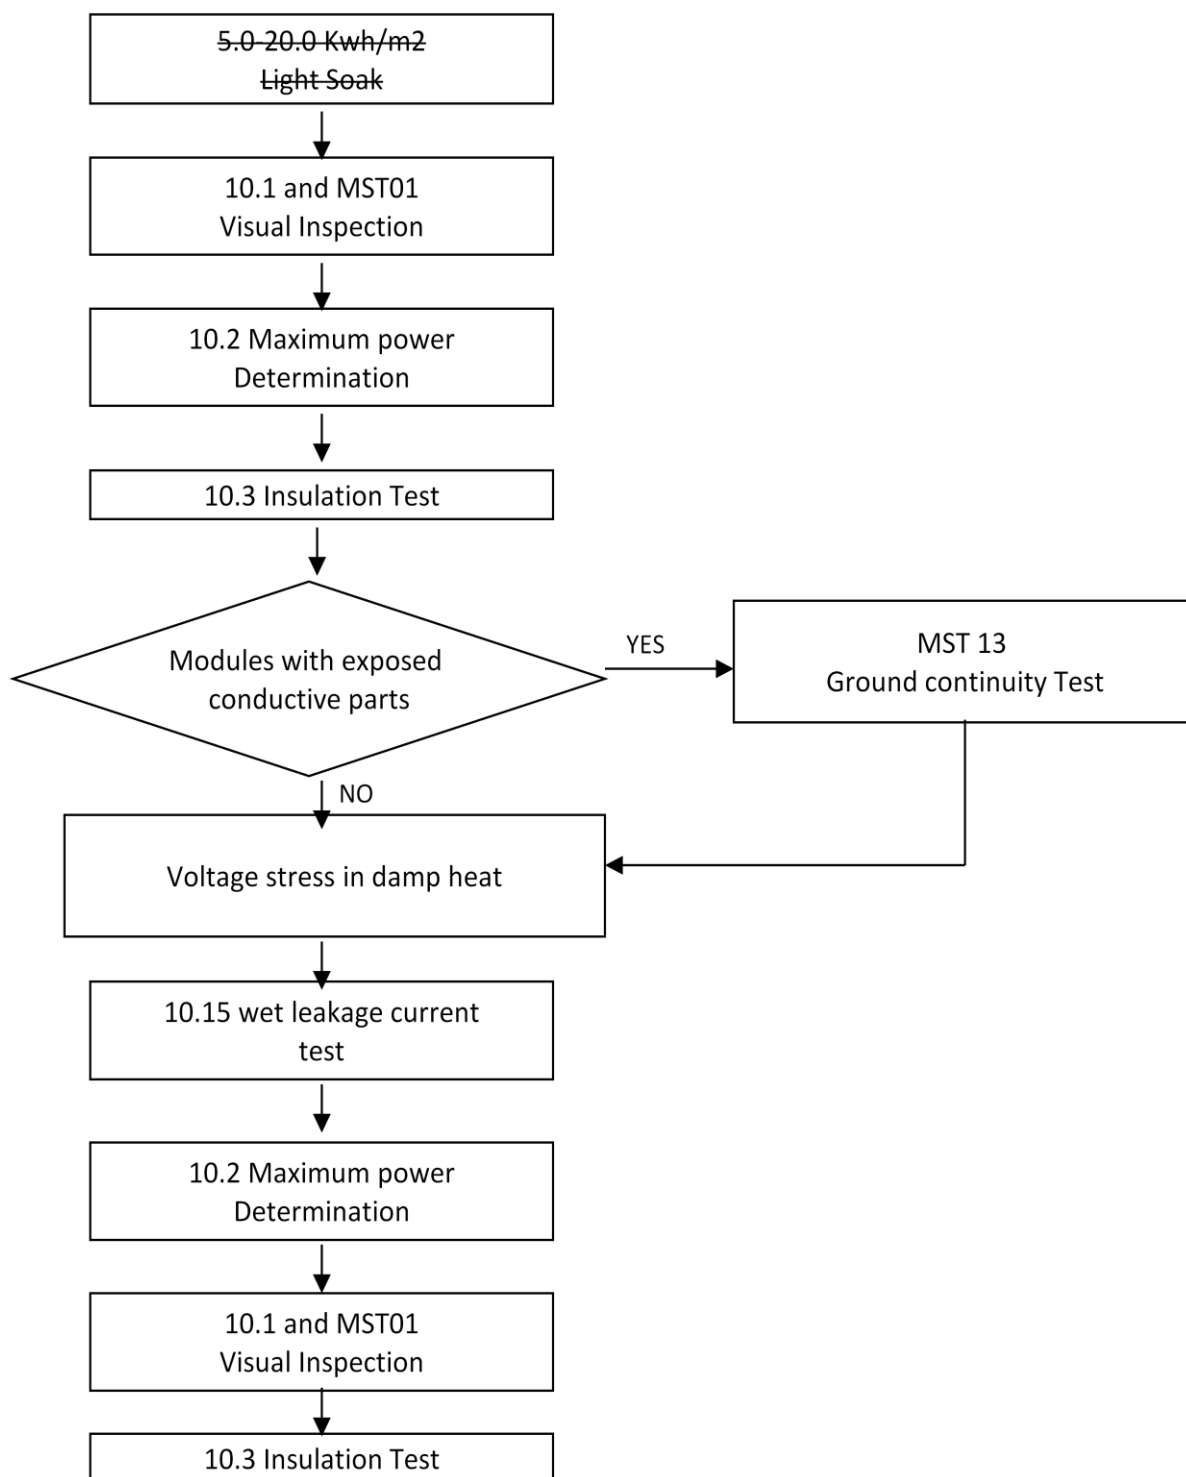 5.0-20.0 Kwh/m2
Light Soak
10.1 and MST01
Visual Inspection
10.2 Maximum power
Determination
10.3 Insulation Test
Modules with exposed
conductive parts
YES
MST 13
Ground continuity Test
NO
Voltage stress in damp heat
10.15 wet leakage current
test
10.2 Maximum power
Determination
10.1 and MST01
Visual Inspection
10.3 Insulation Test